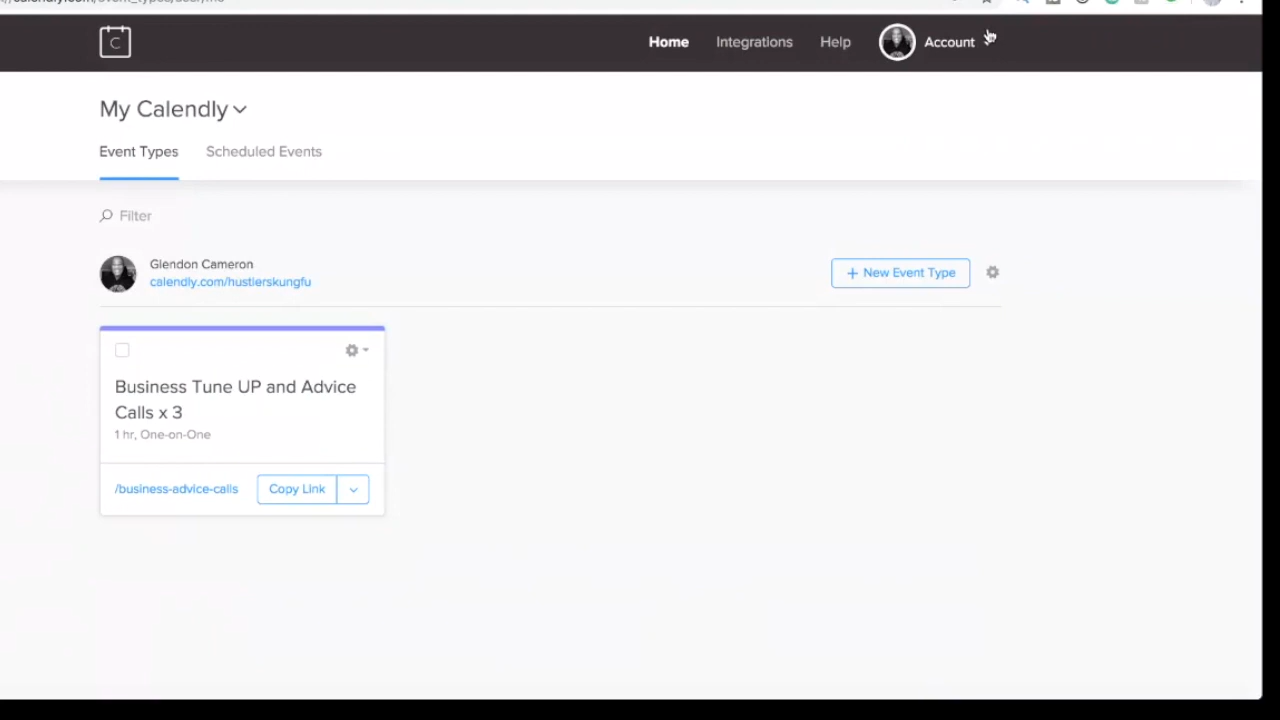 C
Home Integrations Help Account
My Calendly
Event Types Scheduled Events
Filter
Glendon Cameron
calendly.com/hustlerskungfu
+ New Event Type
Business Tune UP and Advice
Calls x 3
1 hr, One-on-One
/business-advice-calls Copy Link